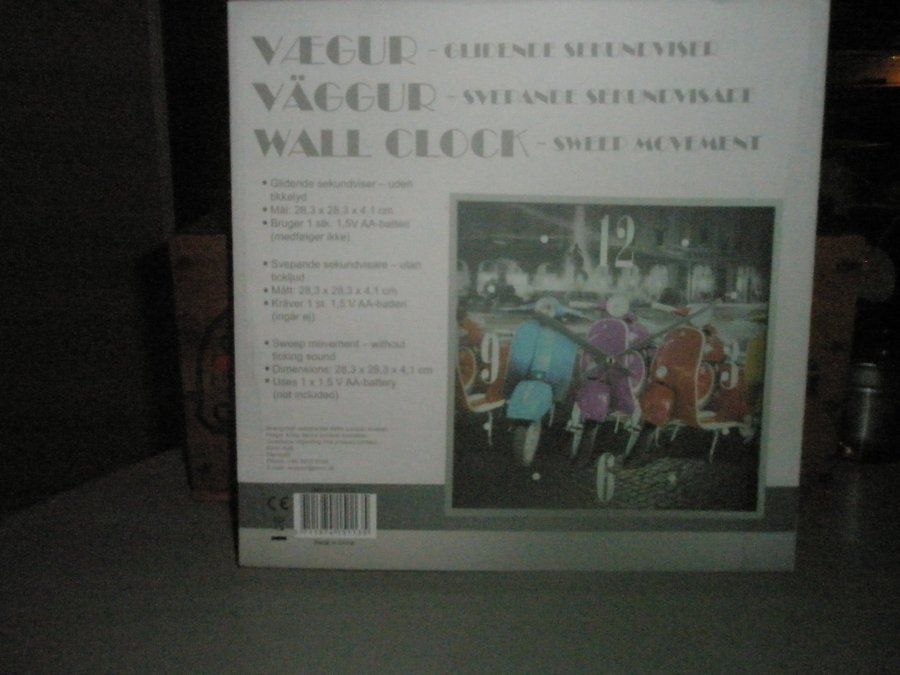 VÆGUR – GLIDENDE SEKUNDVISER
VÄGGUR – SVEPANDE SEKUNDVISARE
WALL CLOCK – SWEEP MOVEMENT
• Glidende sekundviser – uden
tikkelyd
• Mål: 28,3 x 28,3 x 4,1 cm
• Bruger 1 stk. 1,5V AA-batteri
(medfølger ikke)
• Svepande sekundvisare – utan
tickljud
• Mått: 28,3 x 28,3 x 4,1 cm
• Kräver 1 st. 1,5 V AA-batteri
(ingår ej)
• Sweep movement – without
ticking sound
• Dimensions: 28,3 x 28,3 x 4,1 cm
• Uses 1 x 1,5 V AA-battery
(not included)
12
9
3
6
CE
Made in China